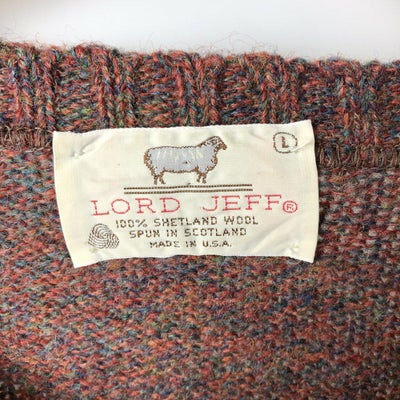 L
LORD JEFF®
100% SHETLAND WOOL
SPUN IN SCOTLAND
MADE IN U.S.A.